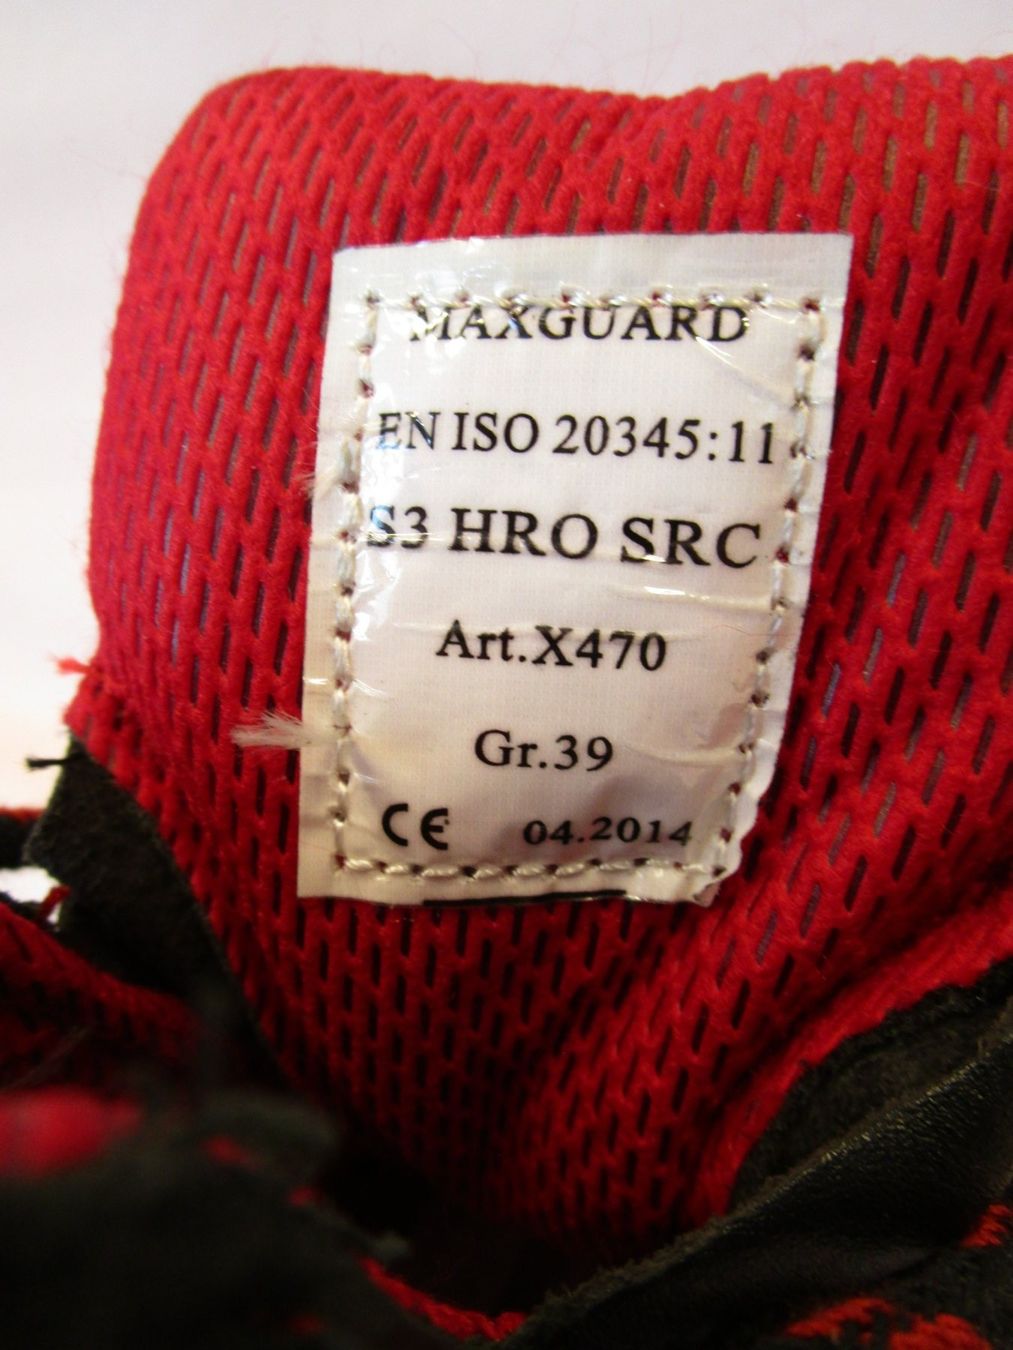 MAXGUARD
EN ISO 20345:11
S3 HRO SRC
Art.X470
Gr.39
CE 04.2014